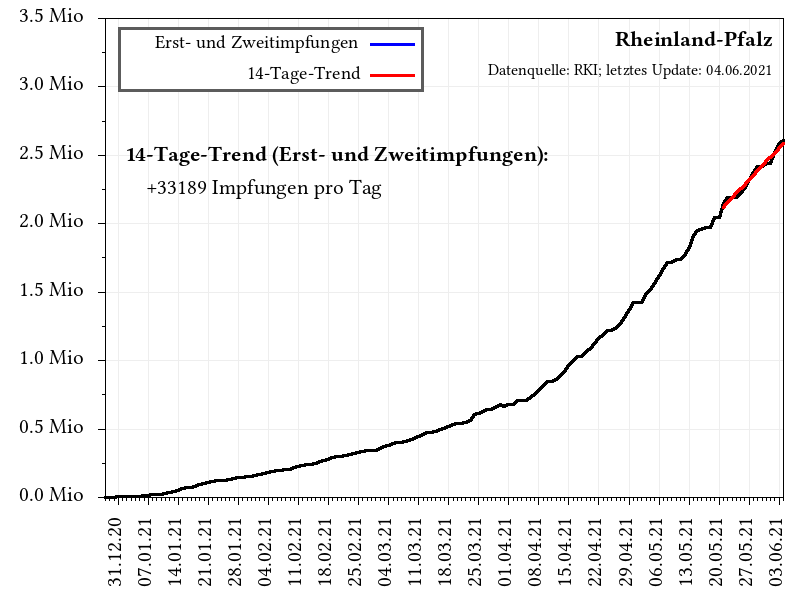 3.5 Mio
3.0 Mio
2.5 Mio
2.0 Mio
1.5 Mio
1.0 Mio
0.5 Mio
0.0 Mio
Erst- und Zweitimpfungen
14-Tage-Trend
Rheinland-Pfalz
Datenquelle: RKI; letztes Update: 04.06.2021
14-Tage-Trend (Erst- und Zweitimpfungen):
+33189 Impfungen pro Tag
31.12.20
07.01.21
14.01.21
21.01.21
28.01.21
04.02.21
11.02.21
18.02.21
25.02.21
04.03.21
11.03.21
18.03.21
25.03.21
01.04.21
08.04.21
15.04.21
22.04.21
29.04.21
06.05.21
13.05.21
20.05.21
27.05.21
03.06.21